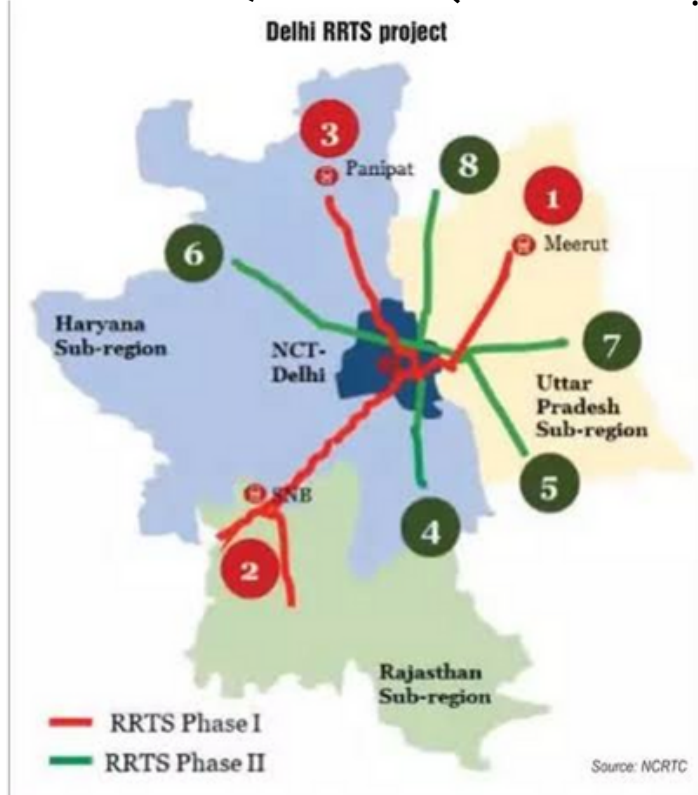 Delhi RRTS project
3
Panipat
8
1
Meerut
6
Haryana
Sub-region
NCT-
Delhi
7
Uttar
Pradesh
Sub-region
SNB
5
4
2
Rajasthan
Sub-region
RRTS Phase I
RRTS Phase II
Source: NCRTC